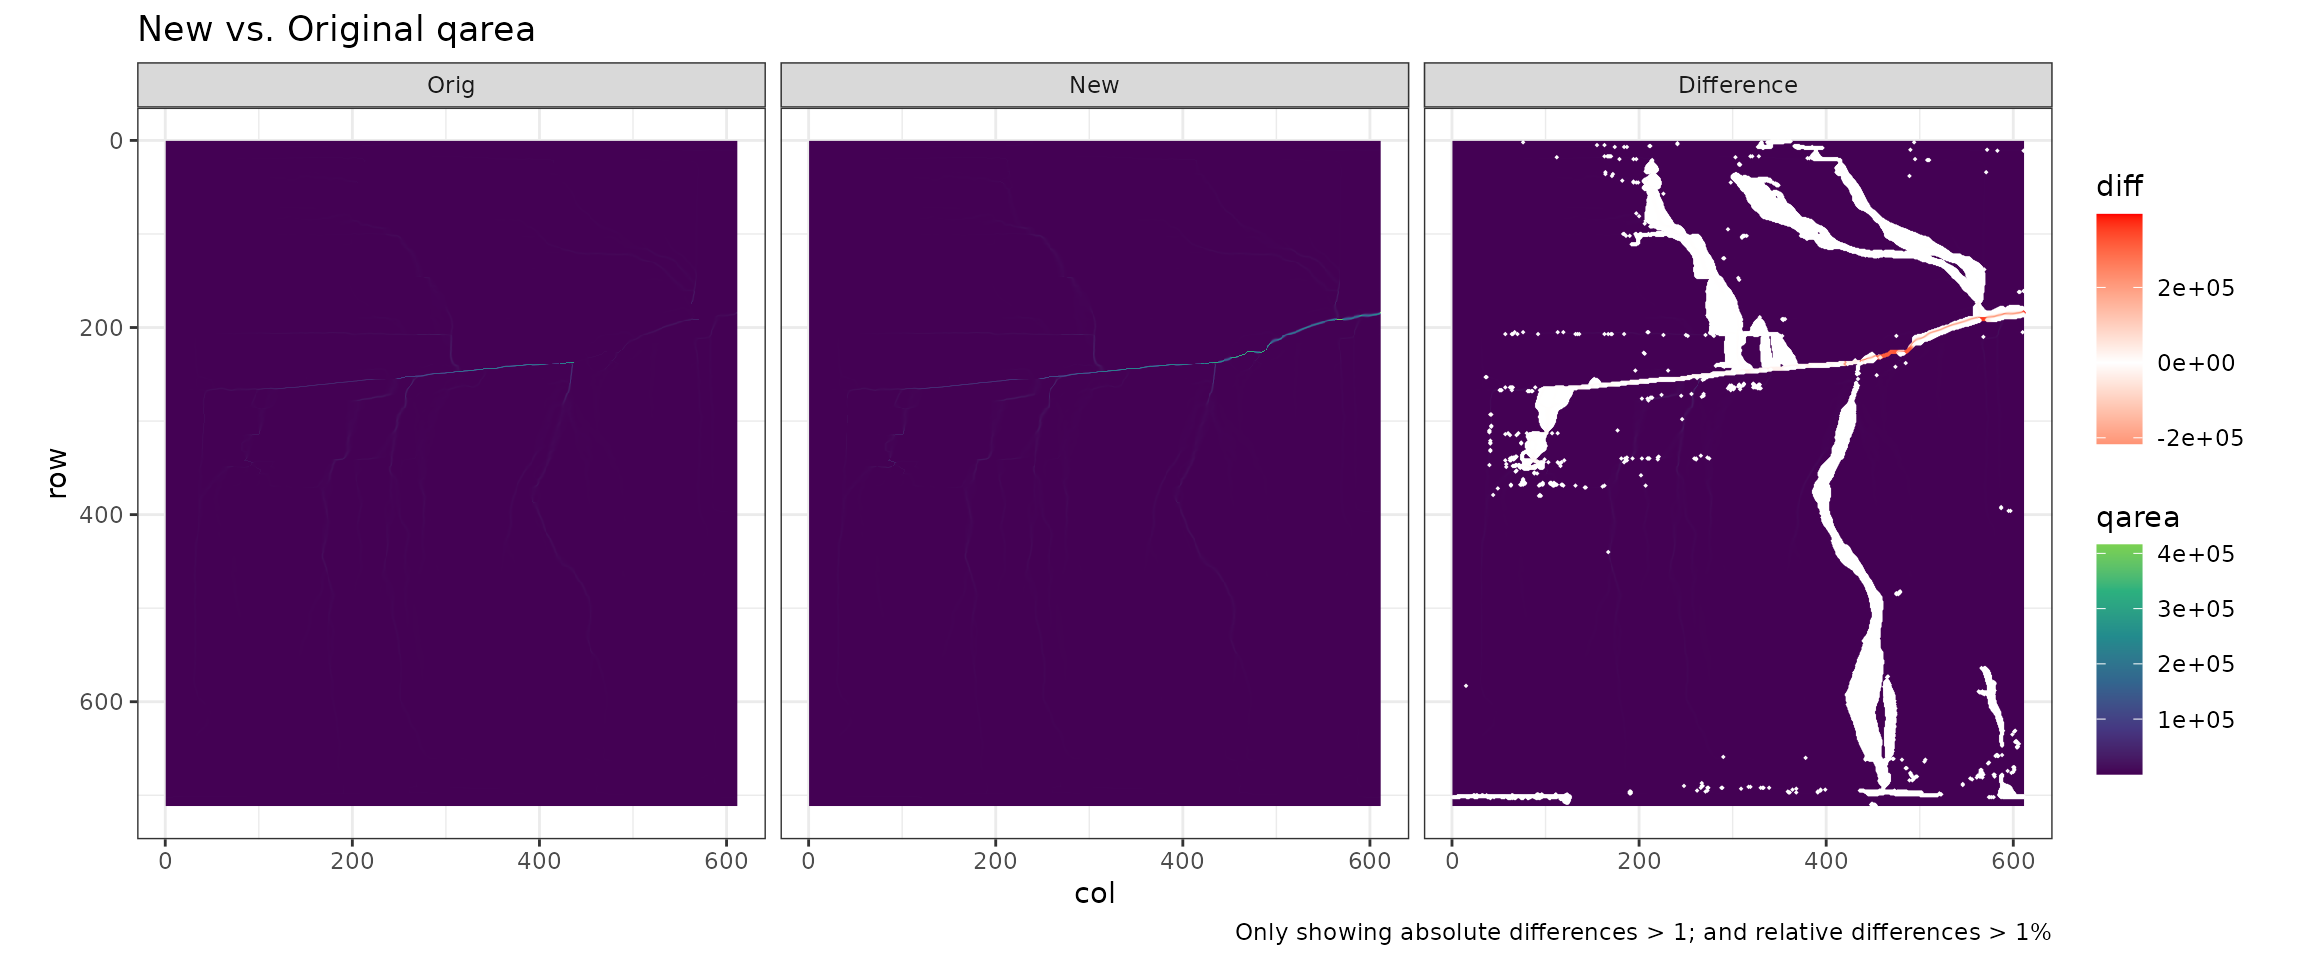 New vs. Original qarea
Orig
New
Difference
0
200
400
600
row
0
200
400
600
0
200
400
600
0
200
400
600
col
diff
2e+05
0e+00
-2e+05
qarea
4e+05
3e+05
2e+05
1e+05
Only showing absolute differences > 1; and relative differences > 1%